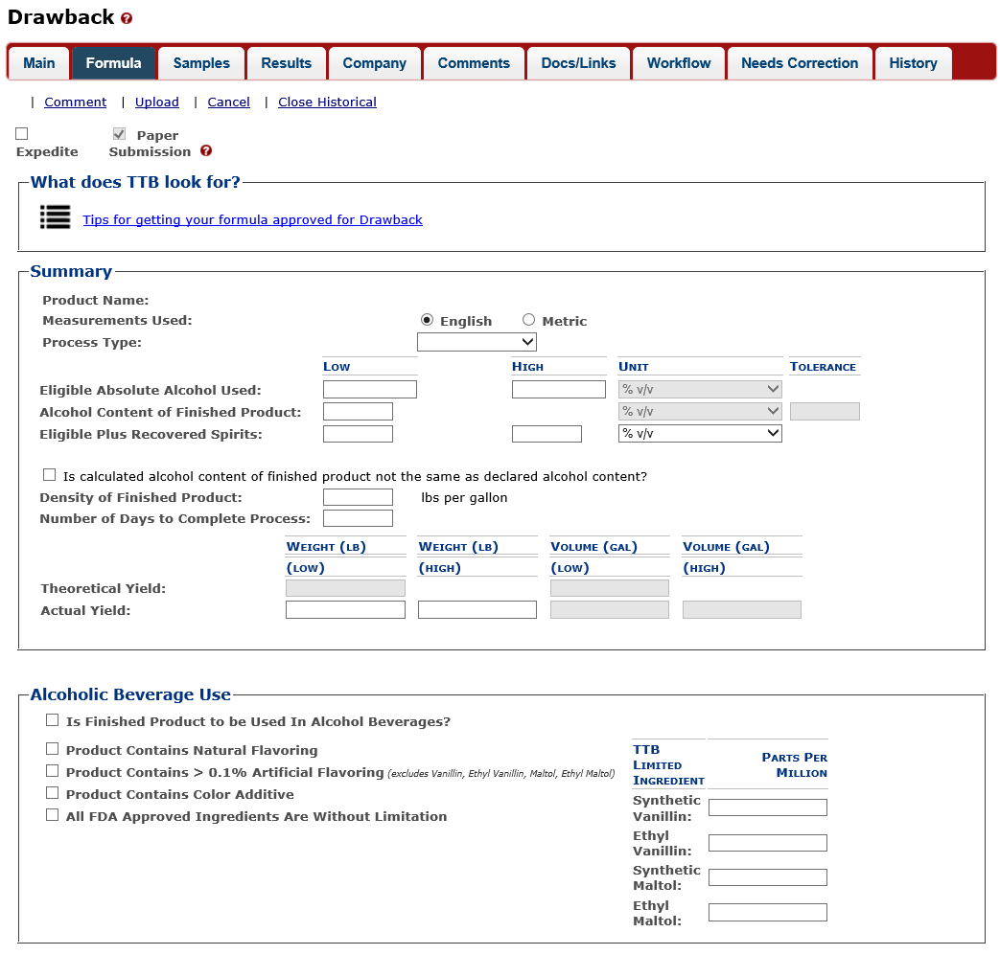 Drawback ?
Main Formula Samples Results Company Comments Docs/Links Workflow Needs Correction History
| Comment | Upload | Cancel | Close Historical
Expedite
Paper
Submission ?
What does TTB look for?
Tips for getting your formula approved for Drawback
Summary
Product Name:
Measurements Used: English Metric
Process Type:
LOW HIGH UNIT TOLERANCE
Eligible Absolute Alcohol Used: % v/v
Alcohol Content of Finished Product: % v/v
Eligible Plus Recovered Spirits: % v/v
Is calculated alcohol content of finished product not the same as declared alcohol content?
Density of Finished Product: lbs per gallon
Number of Days to Complete Process:
WEIGHT (LB) WEIGHT (LB) VOLUME (GAL) VOLUME (GAL)
(LOW) (HIGH) (LOW) (HIGH)
Theoretical Yield:
Actual Yield:
Alcoholic Beverage Use
Is Finished Product to be Used In Alcohol Beverages?
Product Contains Natural Flavoring
Product Contains > 0.1% Artificial Flavoring (excludes Vanillin, Ethyl Vanillin, Maltol, Ethyl Maltol)
Product Contains Color Additive
All FDA Approved Ingredients Are Without Limitation
TTB
LIMITED
INGREDIENT
PARTS PER
MILLION
Synthetic
Vanillin:
Ethyl
Vanillin:
Synthetic
Maltol:
Ethyl
Maltol: